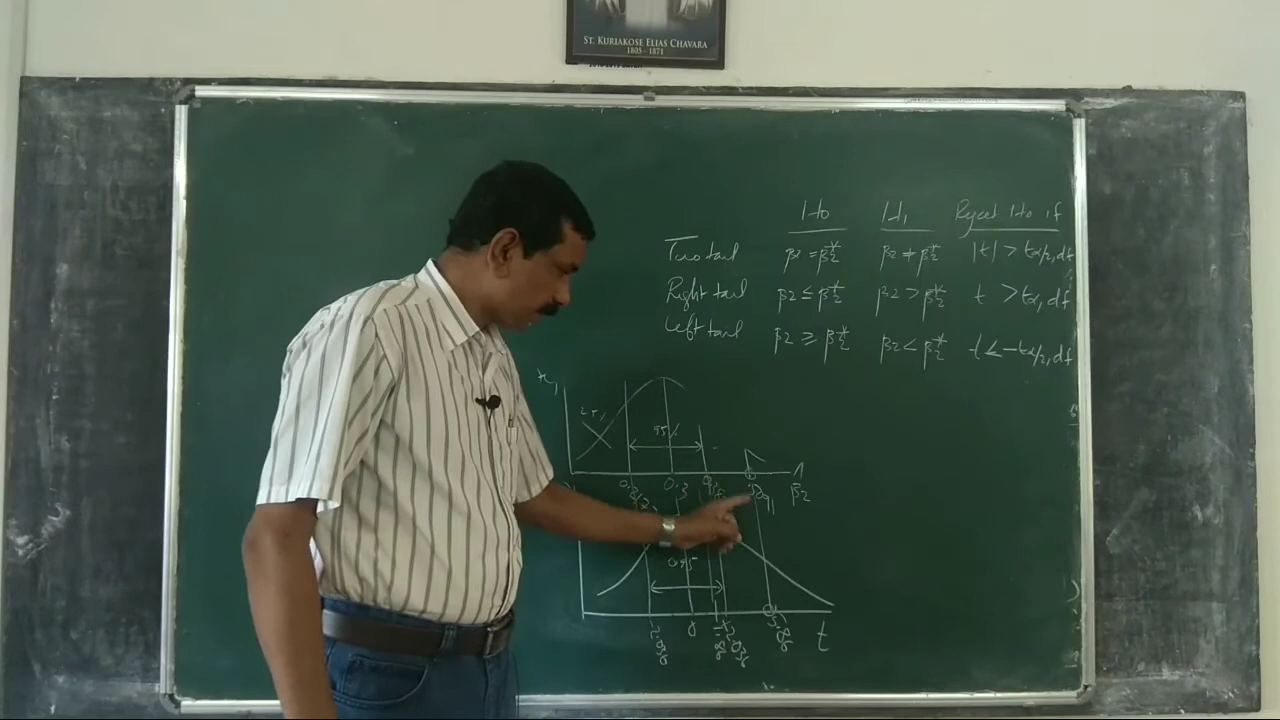 ST. KURIAKOSE ELIAS CHAVARA
1805 - 1871
H₀ H₁ Reject H₀ if
Two tail β₂ = β₂* β₂ ≠ β₂* |t| > tα/2, df
Right tail β₂ ≤ β₂* β₂ > β₂* t > tα, df
Left tail β₂ ≥ β₂* β₂ < β₂* t < -tα/2, df
95%
0.3
β̂₂
0.95
0
t